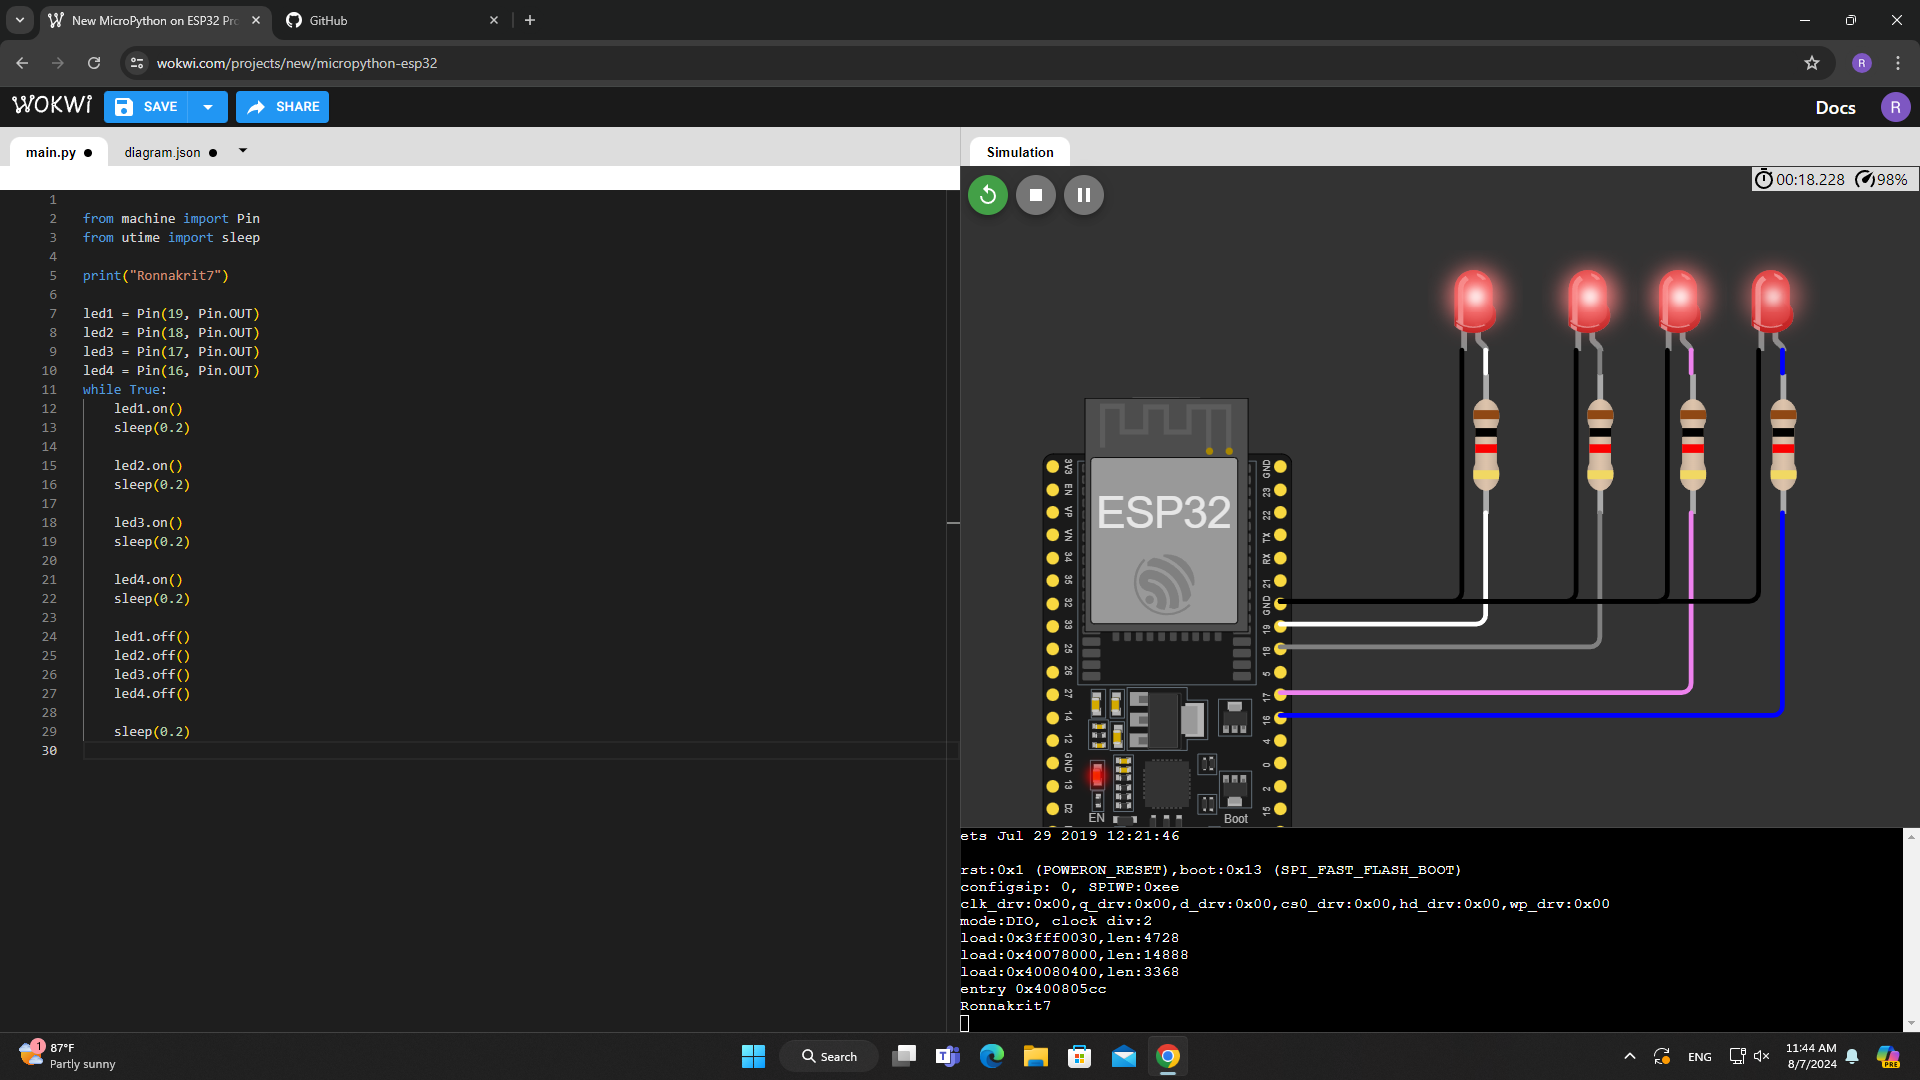 New MicroPython on ESP32 Pr
GitHub
wokwi.com/projects/new/micropython-esp32
R
WOKWi
SAVE
SHARE
Docs
R
main.py
diagram.json
Simulation
00:18.228
98%
1
2 from machine import Pin
3 from utime import sleep
4
5 print("Ronnakrit7")
6
7 led1 = Pin(19, Pin.OUT)
8 led2 = Pin(18, Pin.OUT)
9 led3 = Pin(17, Pin.OUT)
10 led4 = Pin(16, Pin.OUT)
11 while True:
12 led1.on()
13 sleep(0.2)
14
15 led2.on()
16 sleep(0.2)
17
18 led3.on()
19 sleep(0.2)
20
21 led4.on()
22 sleep(0.2)
23
24 led1.off()
25 led2.off()
26 led3.off()
27 led4.off()
28
29 sleep(0.2)
30
ESP32
3V3
EN
VP
VN
34
35
32
33
25
26
27
14
12
GND
13
D2
GND
23
22
TX
RX
21
GND
19
18
5
17
16
4
0
2
15
EN
Boot
ets Jul 29 2019 12:21:46
rst:0x1 (POWERON_RESET),boot:0x13 (SPI_FAST_FLASH_BOOT)
configsip: 0, SPIWP:0xee
clk_drv:0x00,q_drv:0x00,d_drv:0x00,cs0_drv:0x00,hd_drv:0x00,wp_drv:0x00
mode:DIO, clock div:2
load:0x3fff0030,len:4728
load:0x40078000,len:14888
load:0x40080400,len:3368
entry 0x400805cc
Ronnakrit7
1
87°F
Partly sunny
Search
ENG
11:44 AM
8/7/2024
PRE